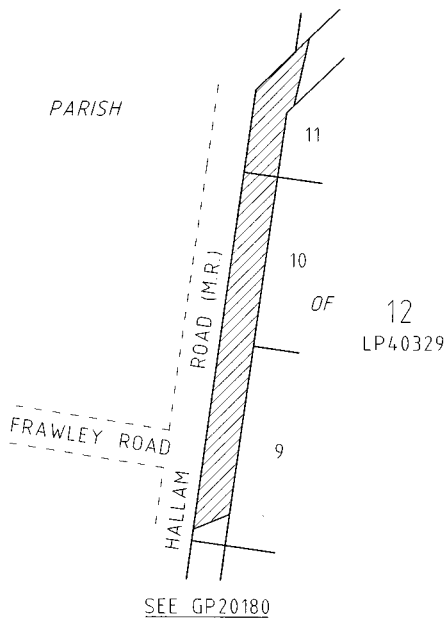 PARISH
11
10
OF
12
LP40329
HALLAM ROAD (M.R.)
FRAWLEY ROAD
9
SEE GP20180